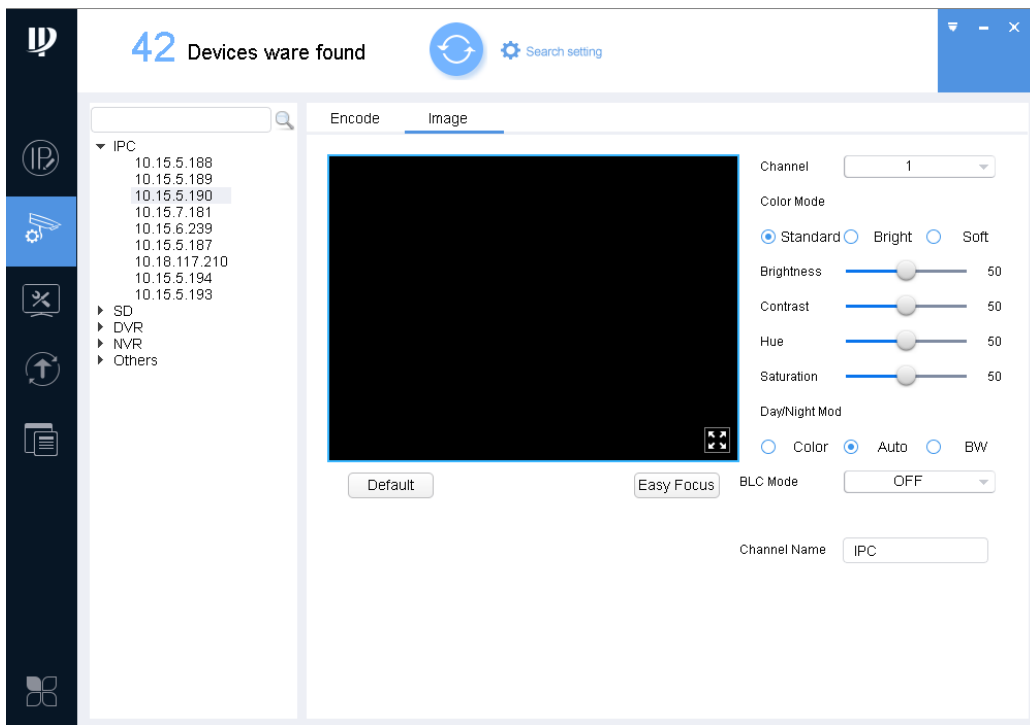 42 Devices ware found
Search setting
IPC
10.15.5.188
10.15.5.189
10.15.5.190
10.15.7.181
10.15.6.239
10.15.5.187
10.18.117.210
10.15.5.194
10.15.5.193
SD
DVR
NVR
Others
Encode Image
Default Easy Focus
Channel 1
Color Mode
Standard Bright Soft
Brightness 50
Contrast 50
Hue 50
Saturation 50
Day/Night Mod
Color Auto BW
BLC Mode OFF
Channel Name IPC